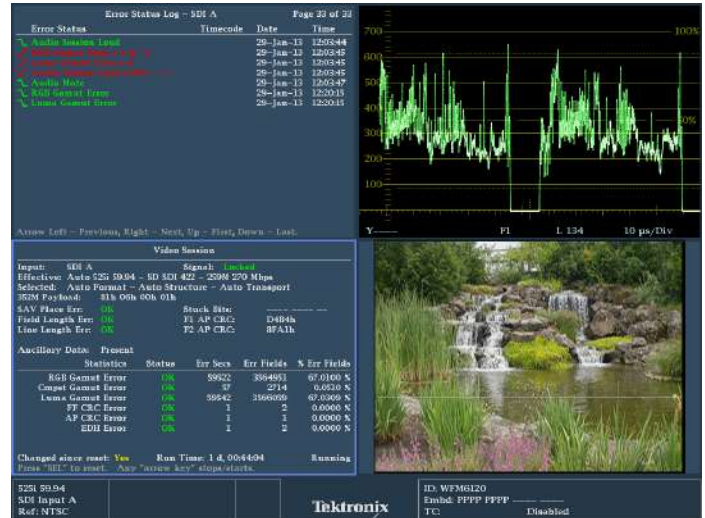 Error Status Log - SDI A Page 33 of 33
Error Status Timecode Date Time
Audio Session Loud 29-Jan-13 12:03:44
29-Jan-13 12:03:45
29-Jan-13 12:03:45
29-Jan-13 12:03:45
Audio Mute 29-Jan-13 12:03:47
RGB Gamut Error 29-Jan-13 12:20:15
Luma Gamut Error 29-Jan-13 12:20:15
Arrow Left - Previous, Right - Next, Up - First, Down - Last.
700
100%
600
500
400
300
200
100
Y
F1
L 134
10 µs/Div
Video Session
Input: SDI A Signal: Locked
Effective: Auto 525i 59.94 - SD SDI 422 - 259M 270 Mbps
Selected: Auto Format - Auto Structure - Auto Transport
352M Payload: 81h 06h 00h 01h
SAV Place Err: OK Stuck Bits: ---- ---- --
Field Length Err: OK F1 AP CRC: D4B4h
Line Length Err: OK F2 AP CRC: 8FA1h
Ancillary Data: Present
Statistics Status Err Secs Err Fields % Err Fields
RGB Gamut Error OK 59522 3564951 67.0100 %
Cmpst Gamut Error OK 57 2714 0.0510 %
Luma Gamut Error OK 59542 3566059 67.0309 %
FF CRC Error OK 1 2 0.0000 %
AP CRC Error OK 1 1 0.0000 %
EDH Error OK 1 2 0.0000 %
Changed since reset: Yes Run Time: 1 d, 00:44:04 Running
Press "SEL" to reset. Any "arrow key" stops/starts.
525i 59.94
SDI Input A
Ref: NTSC
Tektronix
ID: WFM6120
Embd: PPPP PPPP ---- ----
TC: Disabled